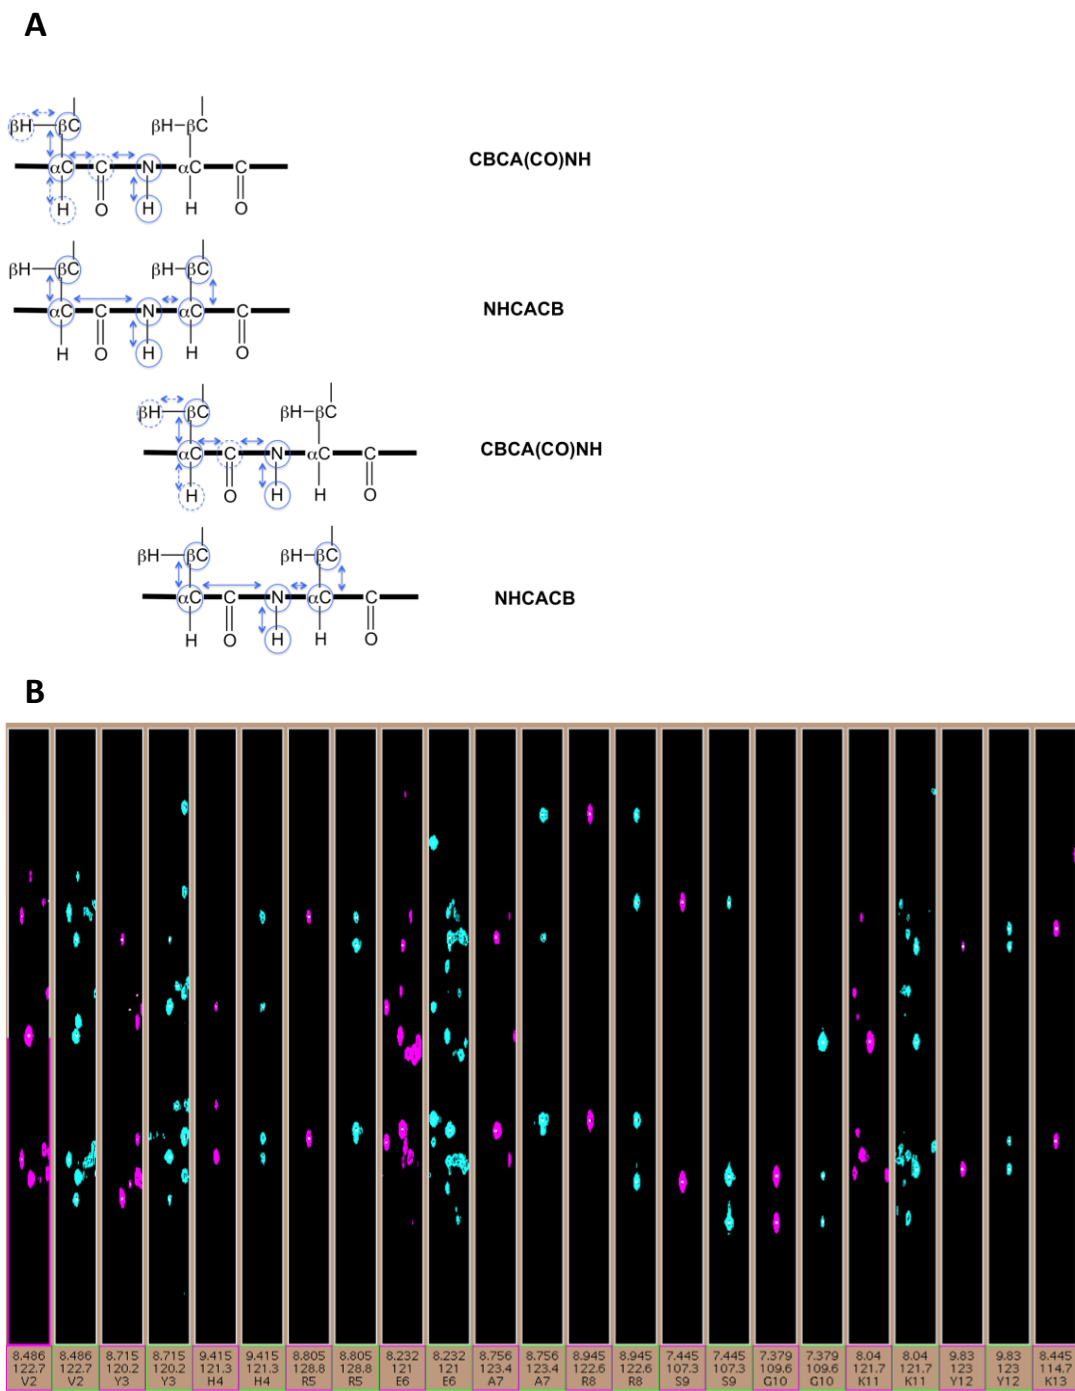 A
βH βC βH βC
αC C N αC C
H O H H O
CBCA(CO)NH
βH βC βH βC
αC C N αC C
H O H H O
NHCACB
βH βC βH βC
αC C N αC C
H O H H O
CBCA(CO)NH
βH βC βH βC
αC C N αC C
H O H H O
NHCACB
B
8.486 8.486 8.715 8.715 9.415 9.415 8.805 8.805 8.232 8.232 8.756 8.756 8.945 8.945 7.445 7.445 7.379 7.379 8.04 8.04 9.83 9.83 8.445
122.7 122.7 120.2 120.2 121.3 121.3 128.8 128.8 121 121 123.4 123.4 122.6 122.6 107.3 107.3 109.6 109.6 121.7 121.7 123 123 114.7
V2 V2 Y3 Y3 H4 H4 R5 R5 E6 E6 A7 A7 R8 R8 S9 S9 G10 G10 K11 K11 Y12 Y12 K13